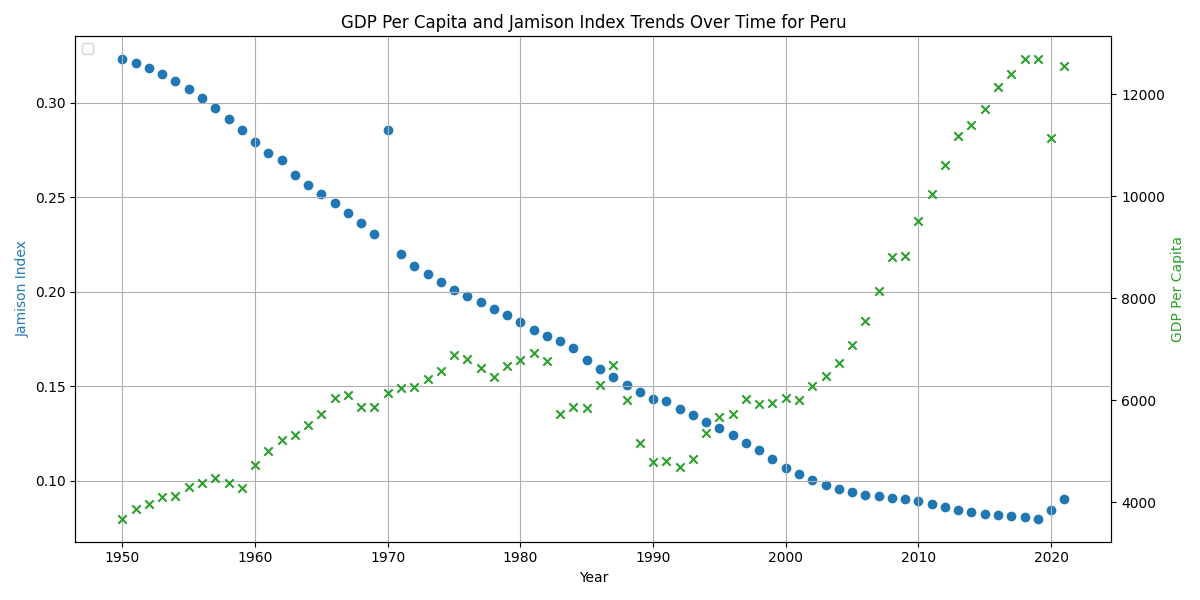 GDP Per Capita and Jamison Index Trends Over Time for Peru
Jamison Index
0.30
0.25
0.20
0.15
0.10
12000
10000
8000
6000
4000
GDP Per Capita
1950 1960 1970 1980 1990 2000 2010 2020
Year